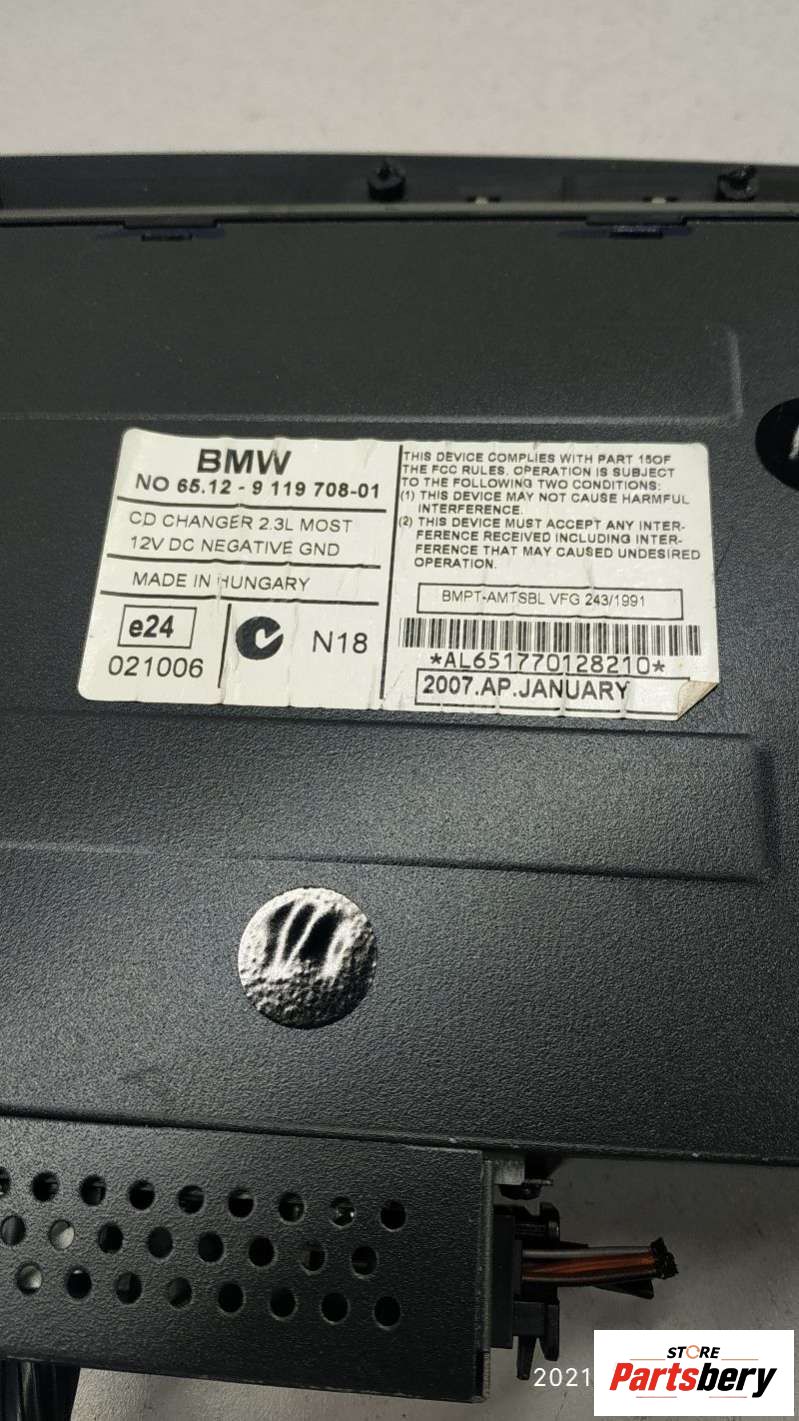 BMW
NO 65.12 - 9 119 708-01
CD CHANGER 2.3L MOST
12V DC NEGATIVE GND
MADE IN HUNGARY
e24
021006
N18
THIS DEVICE COMPLIES WITH PART 15OF
THE FCC RULES. OPERATION IS SUBJECT
TO THE FOLLOWING TWO CONDITIONS:
(1) THIS DEVICE MAY NOT CAUSE HARMFUL
INTERFERENCE.
(2) THIS DEVICE MUST ACCEPT ANY INTER-
FERENCE RECEIVED INCLUDING INTER-
FERENCE THAT MAY CAUSED UNDESIRED
OPERATION.
BMPT-AMTSBL VFG 243/1991
*AL651770128210*
2007.AP.JANUARY
2021
STORE
Partsbery